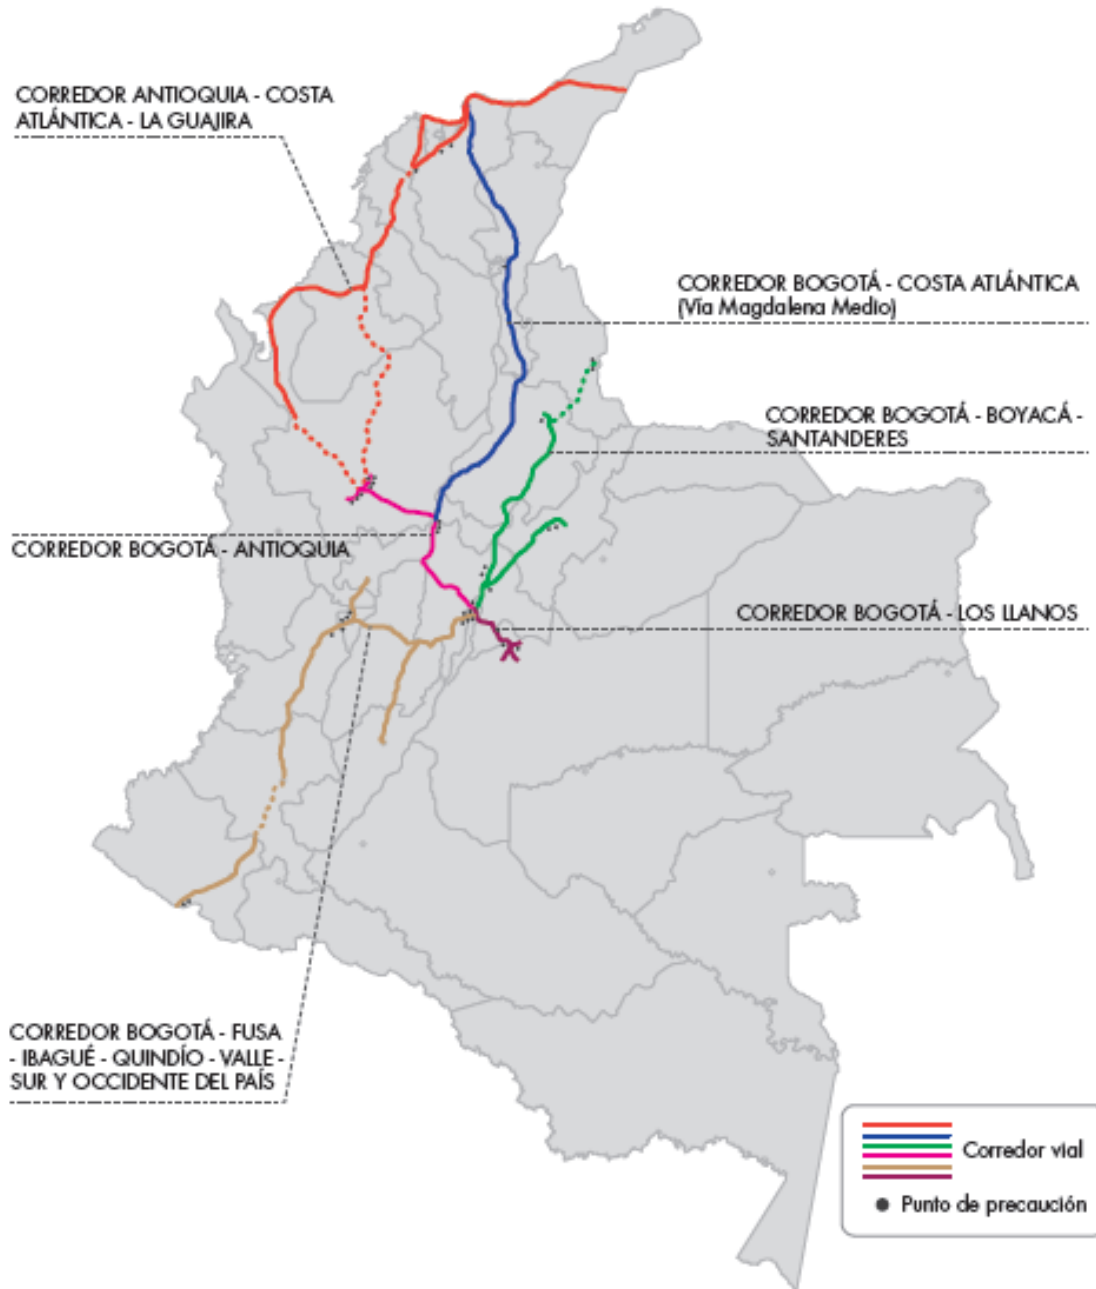 CORREDOR ANTIOQUIA - COSTA
ATLÁNTICA - LA GUAJIRA
CORREDOR BOGOTÁ - COSTA ATLÁNTICA
(Vía Magdalena Medio)
CORREDOR BOGOTÁ - BOYACÁ -
SANTANDERES
CORREDOR BOGOTÁ - ANTIOQUIA
CORREDOR BOGOTÁ - LOS LLANOS
CORREDOR BOGOTÁ - FUSA
- IBAGUÉ - QUINDÍO - VALLE -
SUR Y OCCIDENTE DEL PAÍS
Corredor vial
Punto de precaución